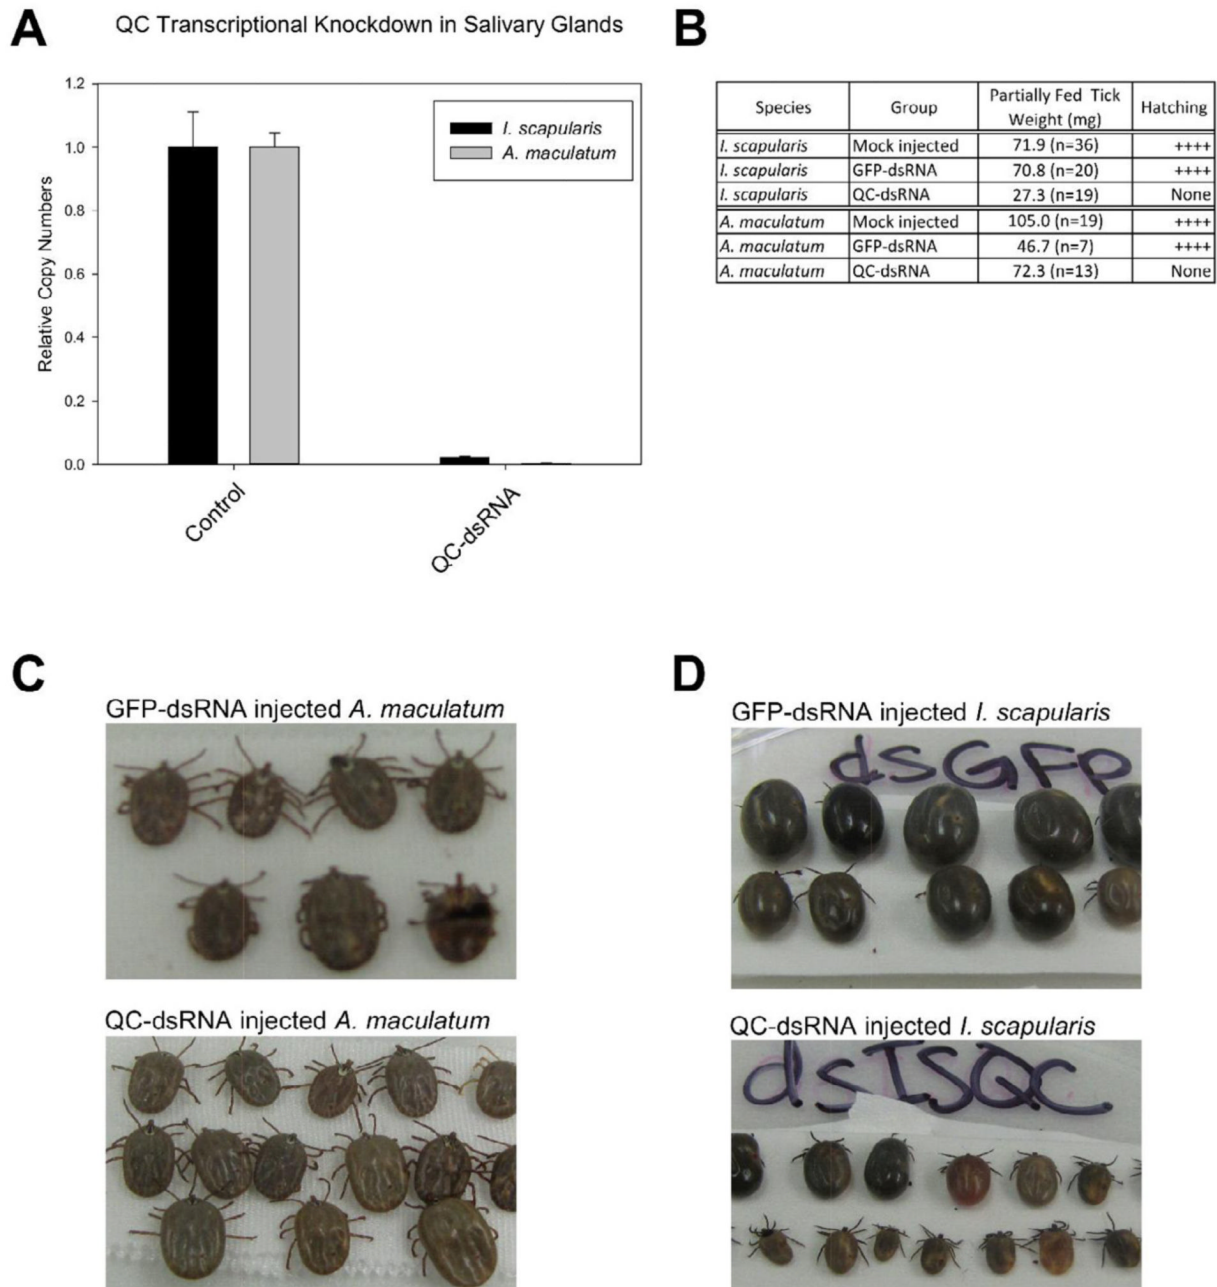 A
QC Transcriptional Knockdown in Salivary Glands
1.2
1.0
0.8
0.6
0.4
0.2
0.0
Relative Copy Numbers
I. scapularis
A. maculatum
Control
QC-dsRNA
B
Species Group Partially Fed Tick Weight (mg) Hatching
I. scapularis Mock injected 71.9 (n=36) ++++
I. scapularis GFP-dsRNA 70.8 (n=20) ++++
I. scapularis QC-dsRNA 27.3 (n=19) None
A. maculatum Mock injected 105.0 (n=19) ++++
A. maculatum GFP-dsRNA 46.7 (n=7) ++++
A. maculatum QC-dsRNA 72.3 (n=13) None
C
GFP-dsRNA injected A. maculatum
QC-dsRNA injected A. maculatum
D
GFP-dsRNA injected I. scapularis
dsGFP
QC-dsRNA injected I. scapularis
dsISQC